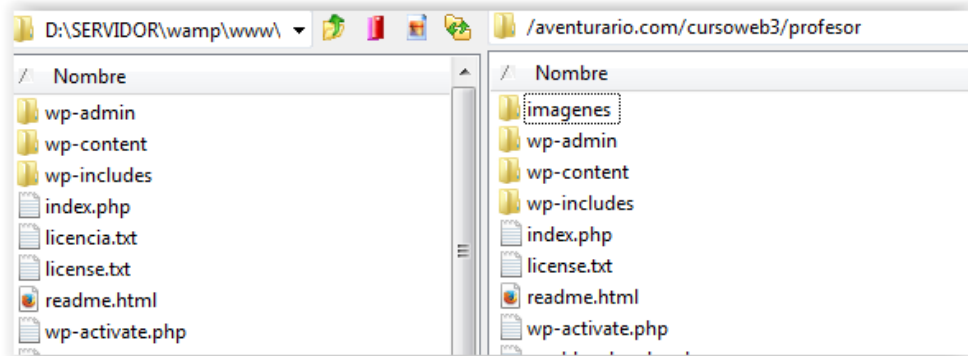 D:\SERVIDOR\wamp\www\
Nombre
wp-admin
wp-content
wp-includes
index.php
licencia.txt
license.txt
readme.html
wp-activate.php
/aventurario.com/cursoweb3/profesor
Nombre
imagenes
wp-admin
wp-content
wp-includes
index.php
license.txt
readme.html
wp-activate.php